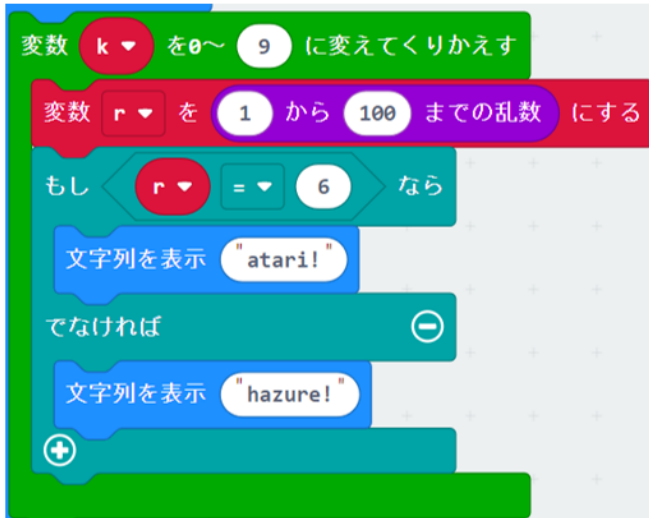 変数 k を0～ 9 に変えてくりかえす
変数 r を 1 から 100 までの乱数 にする
もし r = 6 なら
文字列を表示 "atari!"
でなければ
文字列を表示 "hazure!"